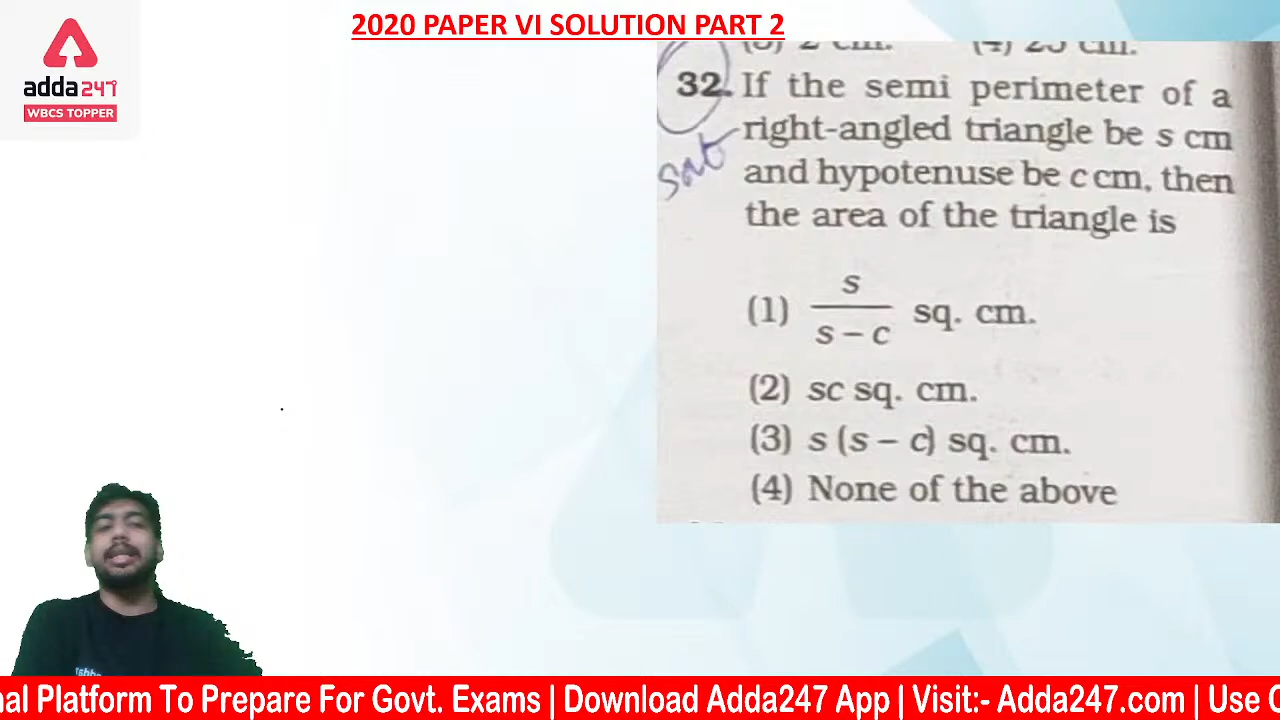 2020 PAPER VI SOLUTION PART 2
adda247
WBCS TOPPER
32. If the semi perimeter of a
right-angled triangle be s cm
and hypotenuse be c cm, then
the area of the triangle is
(1) s / s – c sq. cm.
(2) sc sq. cm.
(3) s (s – c) sq. cm.
(4) None of the above
nal Platform To Prepare For Govt. Exams | Download Adda247 App | Visit:- Adda247.com | Use C